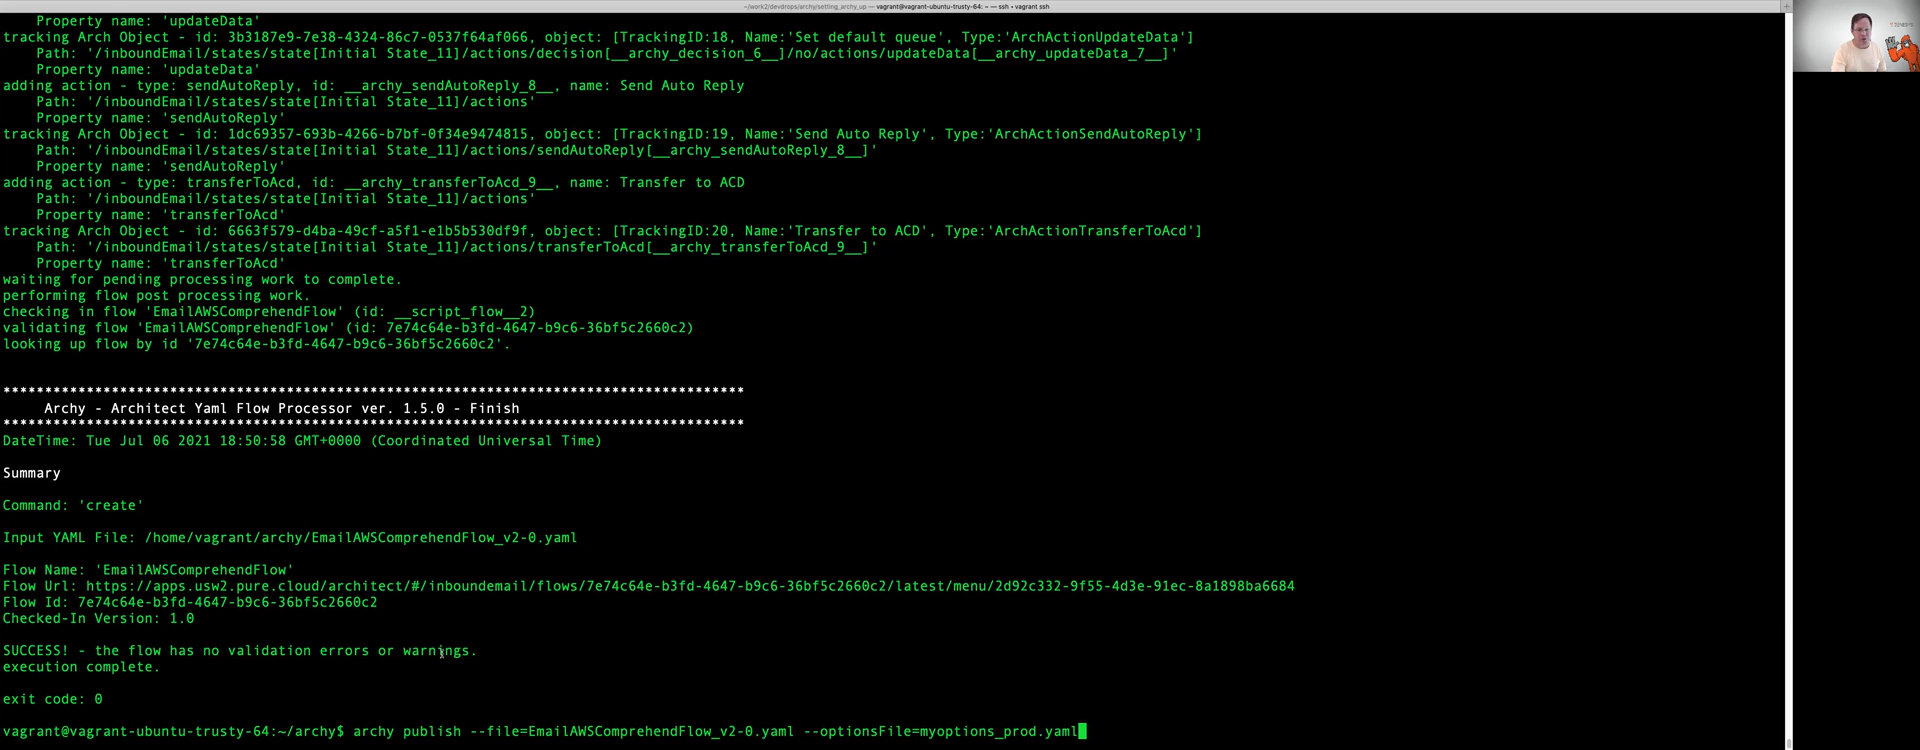 ~/work2/devdrops/archy/setting_archy_up — vagrant@vagrant-ubuntu-trusty-64: ~ — ssh ‹ vagrant ssh
Property name: 'updateData'
tracking Arch Object - id: 3b3187e9-7e38-4324-86c7-0537f64af066, object: [TrackingID:18, Name:'Set default queue', Type:'ArchActionUpdateData']
Path: '/inboundEmail/states/state[Initial State_11]/actions/decision[__archy_decision_6__]/no/actions/updateData[__archy_updateData_7__]'
Property name: 'updateData'
adding action - type: sendAutoReply, id: __archy_sendAutoReply_8__, name: Send Auto Reply
Path: '/inboundEmail/states/state[Initial State_11]/actions'
Property name: 'sendAutoReply'
tracking Arch Object - id: 1dc69357-693b-4266-b7bf-0f34e9474815, object: [TrackingID:19, Name:'Send Auto Reply', Type:'ArchActionSendAutoReply']
Path: '/inboundEmail/states/state[Initial State_11]/actions/sendAutoReply[__archy_sendAutoReply_8__]'
Property name: 'sendAutoReply'
adding action - type: transferToAcd, id: __archy_transferToAcd_9__, name: Transfer to ACD
Path: '/inboundEmail/states/state[Initial State_11]/actions'
Property name: 'transferToAcd'
tracking Arch Object - id: 6663f579-d4ba-49cf-a5f1-e1b5b530df9f, object: [TrackingID:20, Name:'Transfer to ACD', Type:'ArchActionTransferToAcd']
Path: '/inboundEmail/states/state[Initial State_11]/actions/transferToAcd[__archy_transferToAcd_9__]'
Property name: 'transferToAcd'
waiting for pending processing work to complete.
performing flow post processing work.
checking in flow 'EmailAWSComprehendFlow' (id: __script_flow__2)
validating flow 'EmailAWSComprehendFlow' (id: 7e74c64e-b3fd-4647-b9c6-36bf5c2660c2)
looking up flow by id '7e74c64e-b3fd-4647-b9c6-36bf5c2660c2'.
*****************************************************************************************
Archy - Architect Yaml Flow Processor ver. 1.5.0 - Finish
*****************************************************************************************
DateTime: Tue Jul 06 2021 18:50:58 GMT+0000 (Coordinated Universal Time)
Summary
Command: 'create'
Input YAML File: /home/vagrant/archy/EmailAWSComprehendFlow_v2-0.yaml
Flow Name: 'EmailAWSComprehendFlow'
Flow Url: https://apps.usw2.pure.cloud/architect/#/inboundemail/flows/7e74c64e-b3fd-4647-b9c6-36bf5c2660c2/latest/menu/2d92c332-9f55-4d3e-91ec-8a1898ba6684
Flow Id: 7e74c64e-b3fd-4647-b9c6-36bf5c2660c2
Checked-In Version: 1.0
SUCCESS! - the flow has no validation errors or warnings.
execution complete.
exit code: 0
vagrant@vagrant-ubuntu-trusty-64:~/archy$ archy publish --file=EmailAWSComprehendFlow_v2-0.yaml --optionsFile=myoptions_prod.yaml